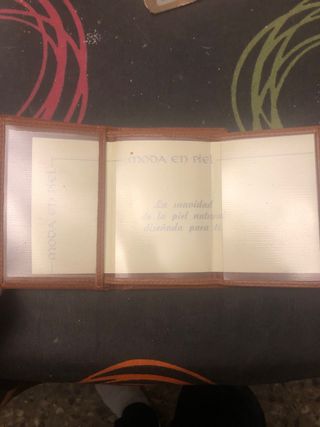 MODA EN PIEL
MODA EN PIEL
La suavidad
de la piel natural
diseñada para ti